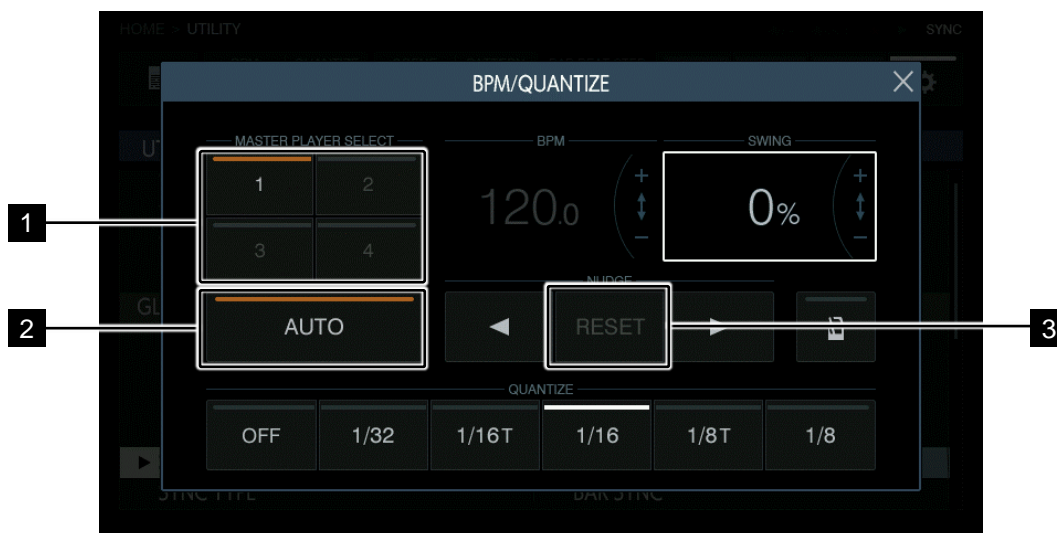 HOME > UTILITY
SYNC
BPM/QUANTIZE
MASTER PLAYER SELECT
BPM
SWING
1
2
3
4
120.0
+
−
0%
+
−
1
NUDGE
2
AUTO
◀
RESET
▶
3
QUANTIZE
OFF
1/32
1/16T
1/16
1/8T
1/8
SYNC TYPE
BAR SYNC